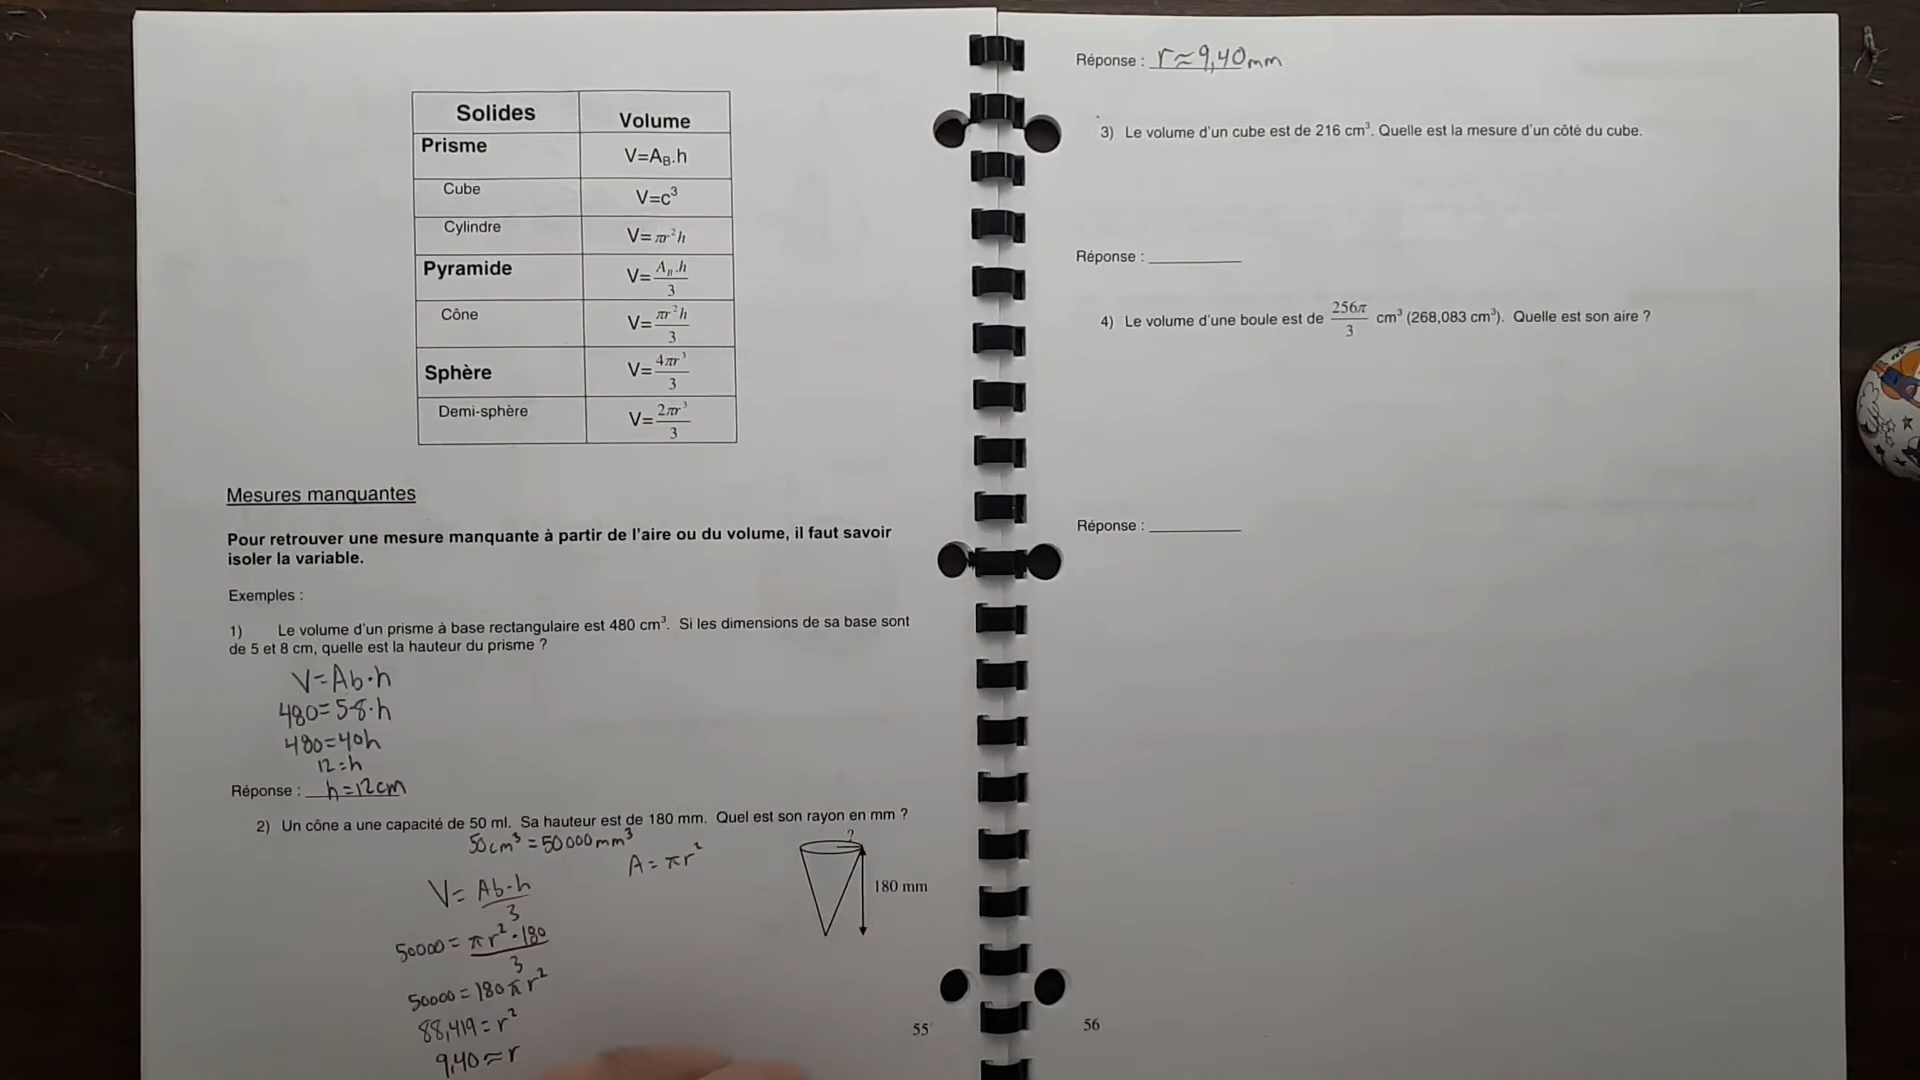 Solides Volume
Prisme V=A_B.h
Cube V=c³
Cylindre V=πr²h
Pyramide V=A_B.h/3
Cône V=πr²h/3
Sphère V=4πr³/3
Demi-sphère V=2πr³/3
Mesures manquantes
Pour retrouver une mesure manquante à partir de l'aire ou du volume, il faut savoir
isoler la variable.
Exemples :
1) Le volume d'un prisme à base rectangulaire est 480 cm³. Si les dimensions de sa base sont
de 5 et 8 cm, quelle est la hauteur du prisme ?
V=Ab·h
480=5·8·h
480=40h
12=h
Réponse : h=12cm
2) Un cône a une capacité de 50 ml. Sa hauteur est de 180 mm. Quel est son rayon en mm ?
50cm³=50000mm³
A=πr²
?
180 mm
V=Ab·h/3
50000=πr²·180/3
50000=180πr²
88,419=r²
9,40≈r
55
Réponse : r≈9,40mm
3) Le volume d'un cube est de 216 cm³. Quelle est la mesure d'un côté du cube.
Réponse :
4) Le volume d'une boule est de 256π/3 cm³ (268,083 cm³). Quelle est son aire ?
Réponse :
56